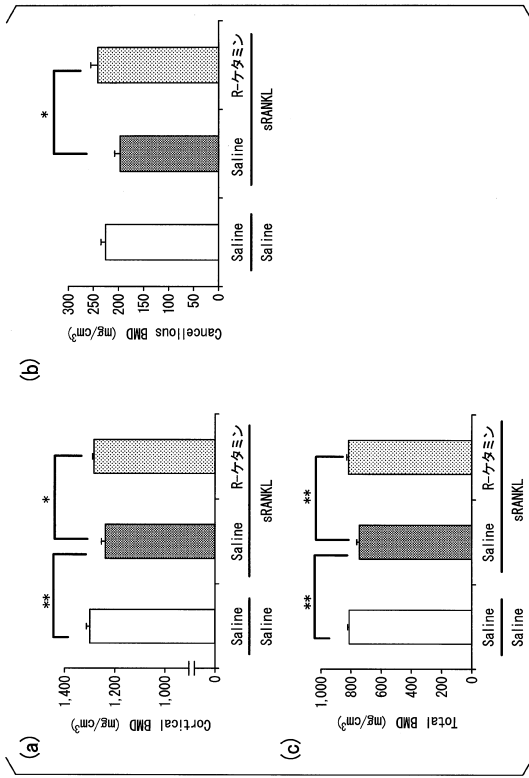 (a)
Cortical BMD (mg/cm³)
1,400
1,200
0
** *
Saline Saline R-ケタミン
Saline sRANKL
(b)
Cancellous BMD (mg/cm³)
300
250
200
150
100
50
0
*
Saline Saline R-ケタミン
Saline sRANKL
(c)
Total BMD (mg/cm³)
1,000
800
600
400
200
0
** **
Saline Saline R-ケタミン
Saline sRANKL